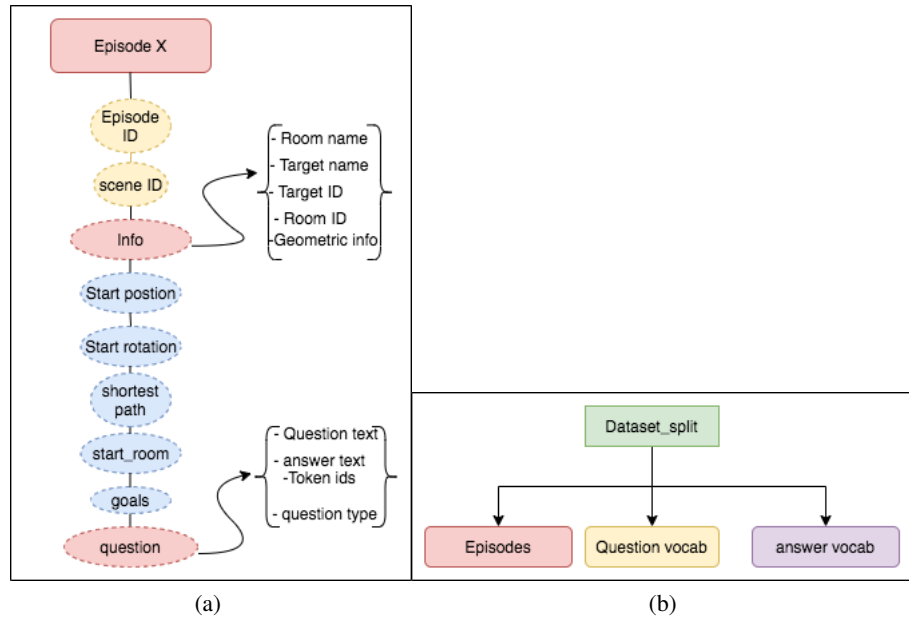 Episode X
Episode
ID
scene ID
Info
- Room name
- Target name
- Target ID
- Room ID
-Geometric info
Start postion
Start rotation
shortest
path
start_room
goals
question
- Question text
- answer text
-Token ids
- question type
(a)
Dataset_split
Episodes
Question vocab
answer vocab
(b)